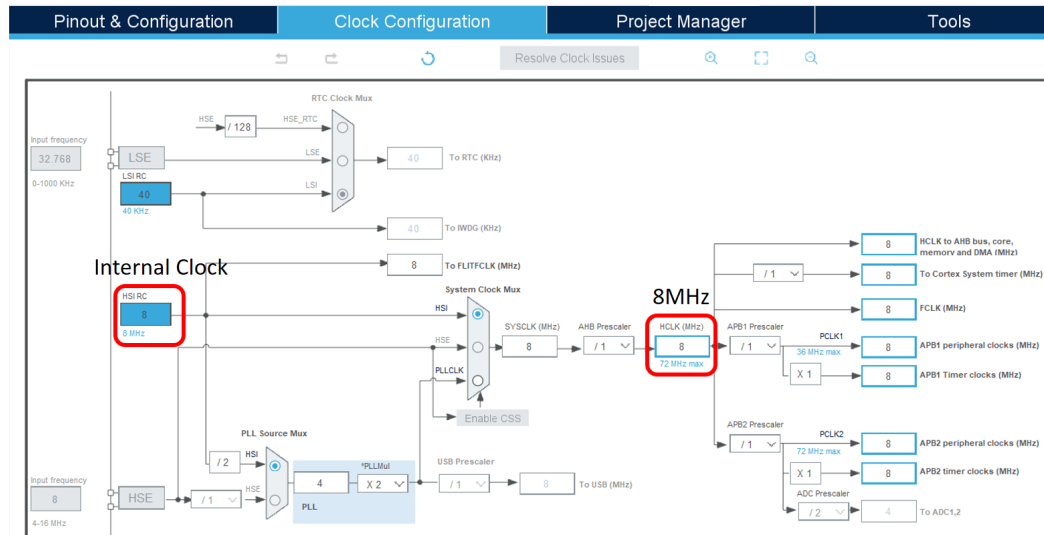 Pinout & Configuration
Clock Configuration
Project Manager
Tools
Resolve Clock Issues
RTC Clock Mux
HSE
/ 128
HSE_RTC
Input frequency
32.768
0-1000 KHz
LSE
LSE
40
To RTC (KHz)
LSI RC
40
40 KHz
LSI
40
To IWDG (KHz)
Internal Clock
8
To FLITFCLK (MHz)
HSI RC
8
8 MHz
System Clock Mux
HSI
HSE
PLLCLK
SYSCLK (MHz)
8
AHB Prescaler
/ 1
8MHz
HCLK (MHz)
8
72 MHz max
Enable CSS
8
HCLK to AHB bus, core,
memory and DMA (MHz)
/ 1
8
To Cortex System timer (MHz)
8
FCLK (MHz)
APB1 Prescaler
/ 1
PCLK1
36 MHz max
8
APB1 peripheral clocks (MHz)
X 1
8
APB1 Timer clocks (MHz)
APB2 Prescaler
/ 1
PCLK2
72 MHz max
8
APB2 peripheral clocks (MHz)
X 1
8
APB2 timer clocks (MHz)
ADC Prescaler
/ 2
4
To ADC1,2
PLL Source Mux
/ 2
HSI
HSE
4
*PLLMul
X 2
PLL
USB Prescaler
/ 1
8
To USB (MHz)
Input frequency
8
4-16 MHz
HSE
/ 1